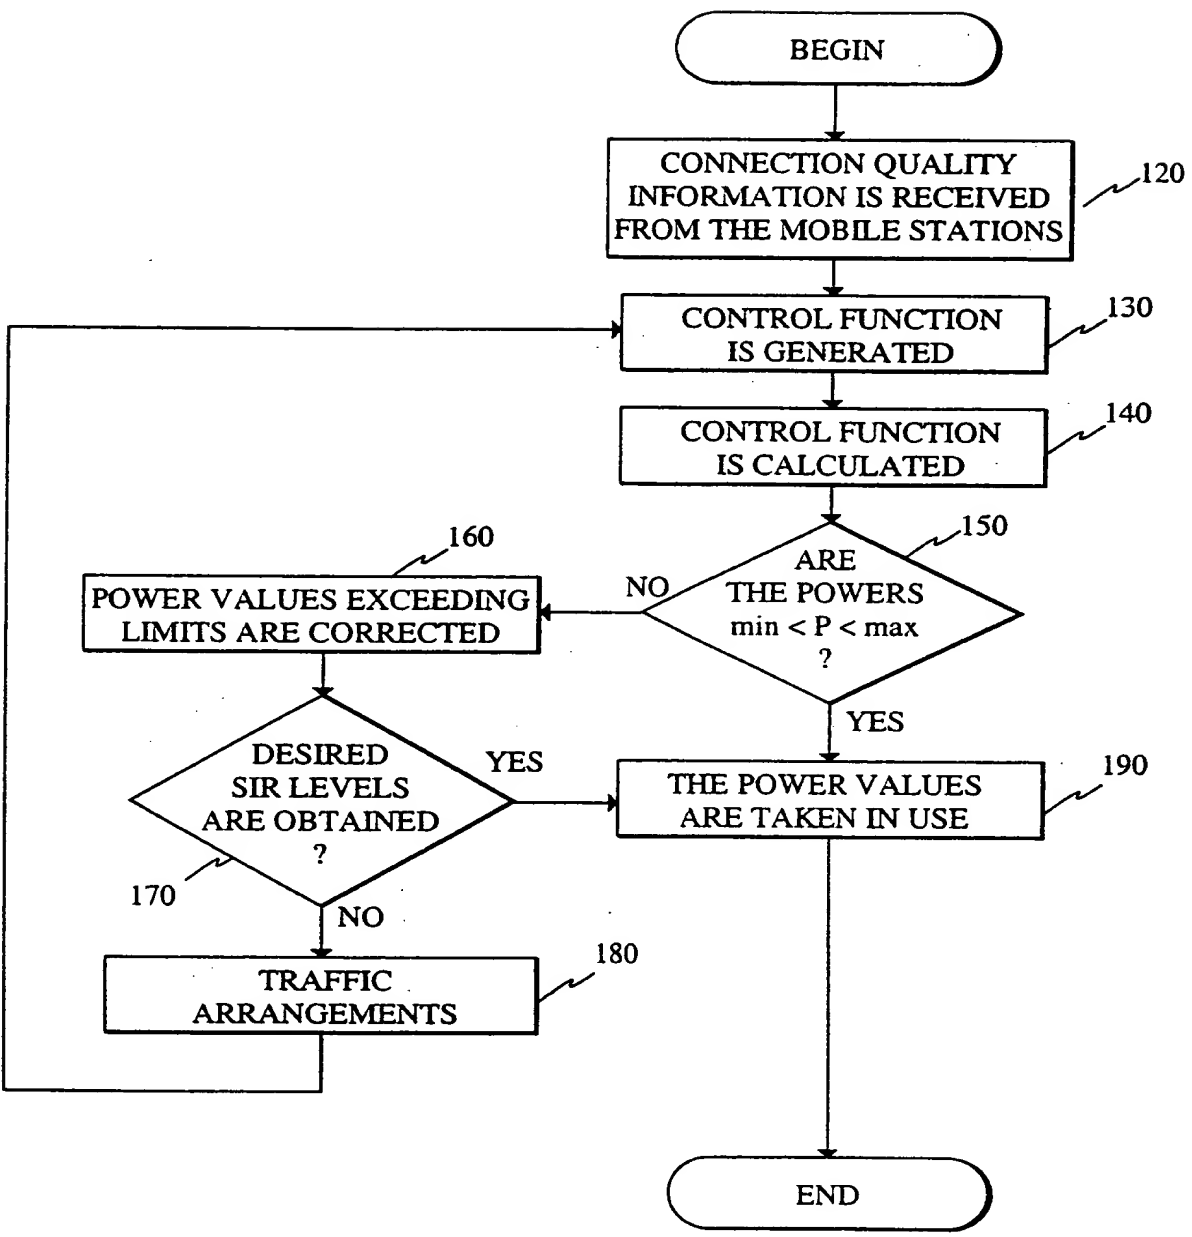 BEGIN
CONNECTION QUALITY
INFORMATION IS RECEIVED
FROM THE MOBILE STATIONS
120
CONTROL FUNCTION
IS GENERATED
130
CONTROL FUNCTION
IS CALCULATED
140
ARE
THE POWERS
min < P < max
?
150
NO
YES
160
POWER VALUES EXCEEDING
LIMITS ARE CORRECTED
DESIRED
SIR LEVELS
ARE OBTAINED
?
170
YES
NO
THE POWER VALUES
ARE TAKEN IN USE
190
TRAFFIC
ARRANGEMENTS
180
END